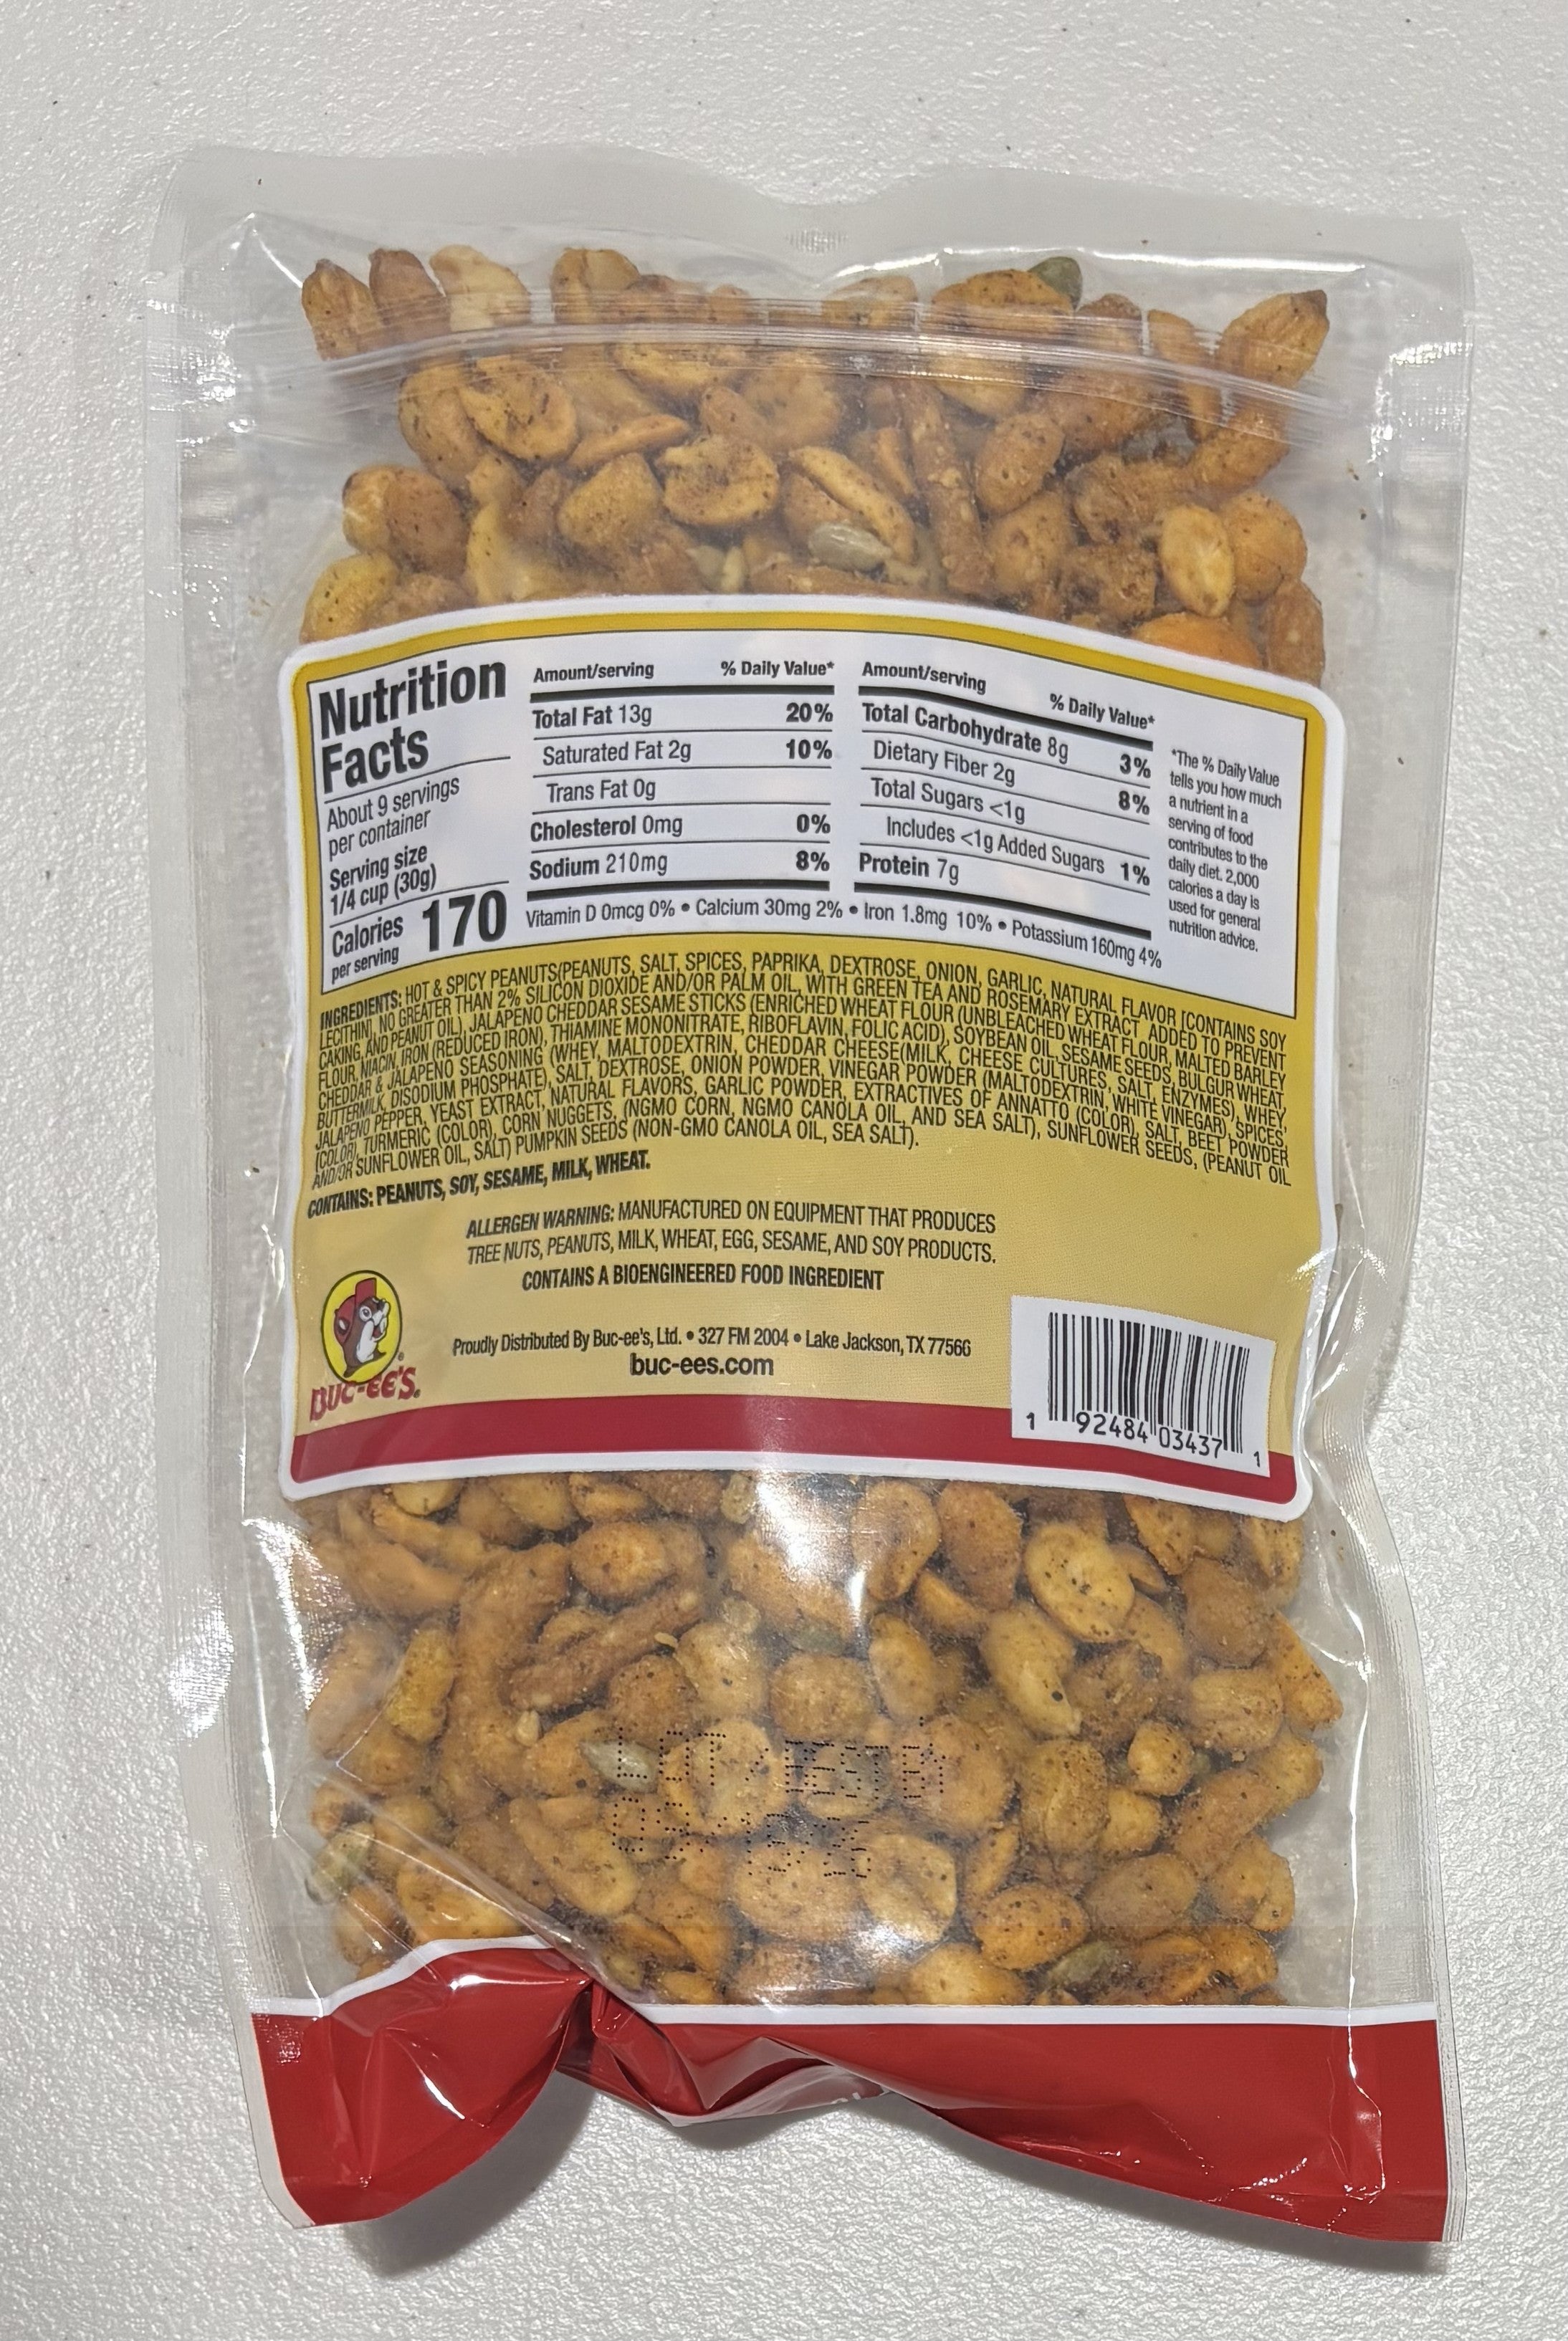 Nutrition
Facts
About 9 servings
per container
Serving size
1/4 cup (30g)
Calories
per serving
170
Amount/serving % Daily Value*
Total Fat 13g 20%
Saturated Fat 2g 10%
Trans Fat 0g
Cholesterol 0mg 0%
Sodium 210mg 8%
Amount/serving % Daily Value*
Total Carbohydrate 8g 3%
Dietary Fiber 2g 8%
Total Sugars <1g
Includes <1g Added Sugars 1%
Protein 7g
Vitamin D 0mcg 0% • Calcium 30mg 2% • Iron 1.8mg 10% • Potassium 160mg 4%
*The % Daily Value
tells you how much
a nutrient in a
serving of food
contributes to the
daily diet. 2,000
calories a day is
used for general
nutrition advice.
INGREDIENTS: HOT & SPICY PEANUTS(PEANUTS, SALT, SPICES, PAPRIKA, DEXTROSE, ONION, GARLIC, NATURAL FLAVOR [CONTAINS SOY
LECITHIN], NO GREATER THAN 2% SILICON DIOXIDE AND/OR PALM OIL, WITH GREEN TEA AND ROSEMARY EXTRACT ADDED TO PREVENT
CAKING, AND PEANUT OIL), JALAPENO CHEDDAR SESAME STICKS (ENRICHED WHEAT FLOUR (UNBLEACHED WHEAT FLOUR, MALTED BARLEY
FLOUR, NIACIN, IRON (REDUCED IRON), THIAMINE MONONITRATE, RIBOFLAVIN, FOLIC ACID), SOYBEAN OIL, SESAME SEEDS, BULGUR WHEAT,
CHEDDAR & JALAPENO SEASONING (WHEY, MALTODEXTRIN, CHEDDAR CHEESE(MILK, CHEESE CULTURES, SALT, ENZYMES), WHEY,
BUTTERMILK, DISODIUM PHOSPHATE), SALT, DEXTROSE, ONION POWDER, VINEGAR POWDER (MALTODEXTRIN, WHITE VINEGAR), SPICES,
JALAPENO PEPPER, YEAST EXTRACT, NATURAL FLAVORS, GARLIC POWDER, EXTRACTIVES OF ANNATTO (COLOR), SALT, BEET POWDER
(COLOR), TURMERIC (COLOR), CORN NUGGETS, (NGMO CORN, NGMO CANOLA OIL, AND SEA SALT), SUNFLOWER SEEDS, (PEANUT OIL
AND/OR SUNFLOWER OIL, SALT) PUMPKIN SEEDS (NON-GMO CANOLA OIL, SEA SALT).
CONTAINS: PEANUTS, SOY, SESAME, MILK, WHEAT.
ALLERGEN WARNING: MANUFACTURED ON EQUIPMENT THAT PRODUCES
TREE NUTS, PEANUTS, MILK, WHEAT, EGG, SESAME, AND SOY PRODUCTS.
CONTAINS A BIOENGINEERED FOOD INGREDIENT
BUC-EE'S®
Proudly Distributed By Buc-ee's, Ltd. • 327 FM 2004 • Lake Jackson, TX 77566
buc-ees.com
1 92484 03437 1